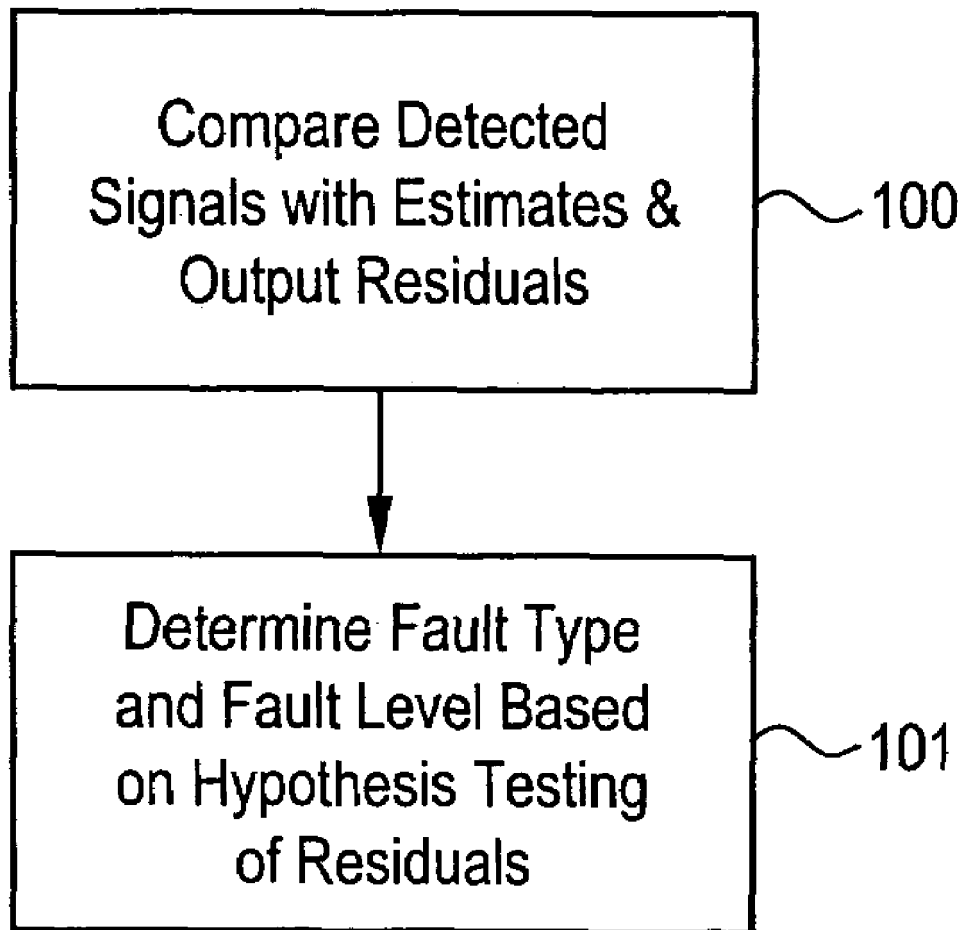 Compare Detected
Signals with Estimates &
Output Residuals
100
Determine Fault Type
and Fault Level Based
on Hypothesis Testing
of Residuals
101